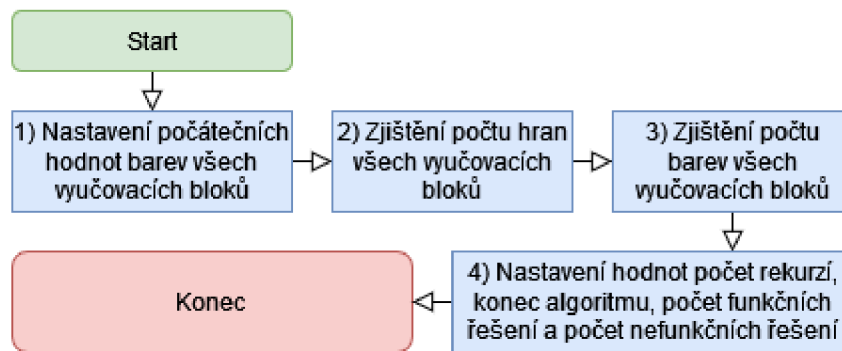 Start
1) Nastavení počátečních
hodnot barev všech
vyučovacích bloků
2) Zjištění počtu hran
všech vyučovacích
bloků
3) Zjištění počtu
barev všech
vyučovacích bloků
4) Nastavení hodnot počet rekurzí,
konec algoritmu, počet funkčních
řešení a počet nefunkčních řešení
Konec